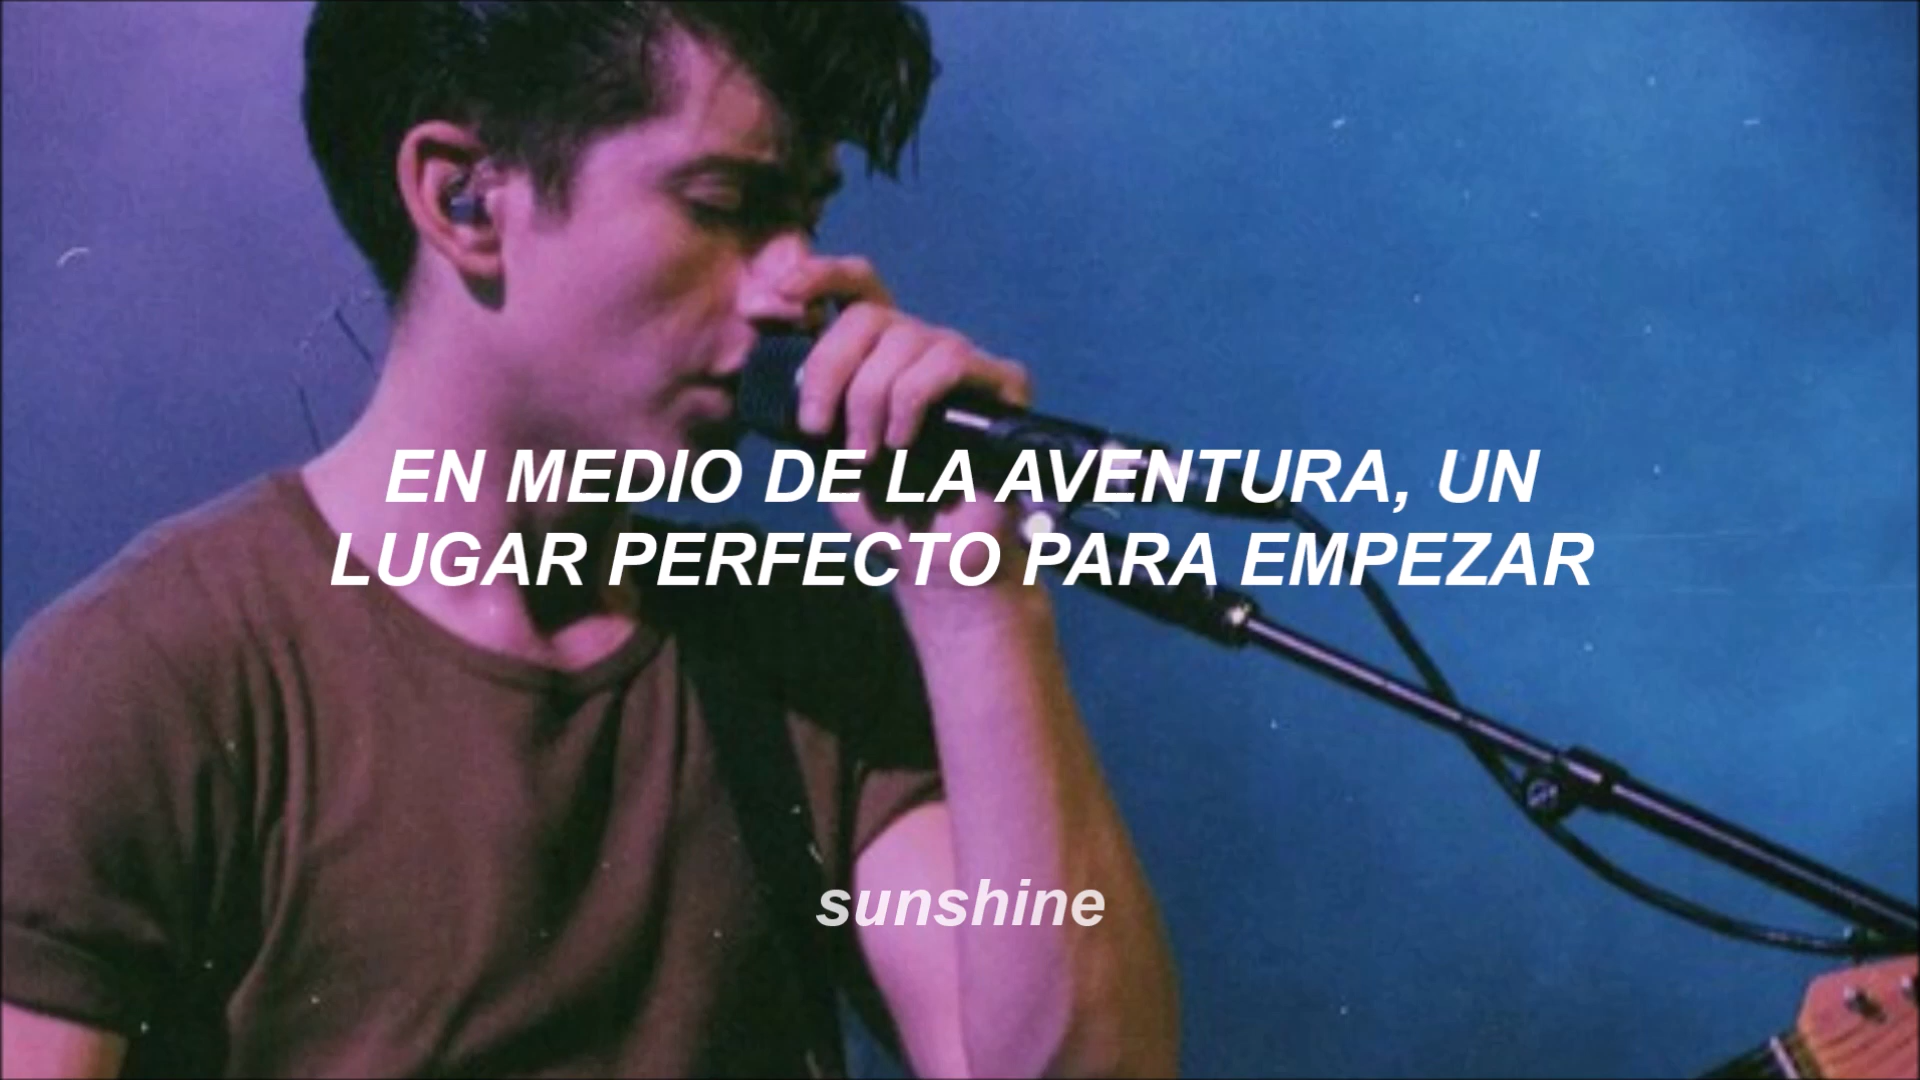 EN MEDIO DE LA AVENTURA, UN
LUGAR PERFECTO PARA EMPEZAR
sunshine